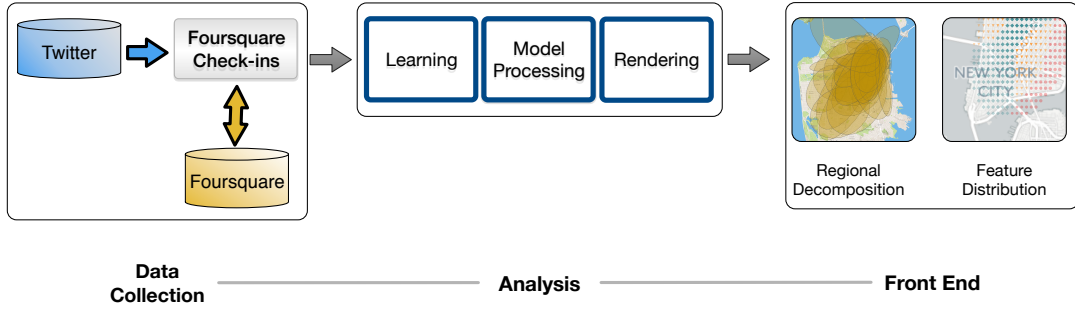 Twitter
Foursquare
Check-ins
Foursquare
Learning
Model
Processing
Rendering
NEW YORK
CITY
Regional
Decomposition
Feature
Distribution
Data
Collection
Analysis
Front End